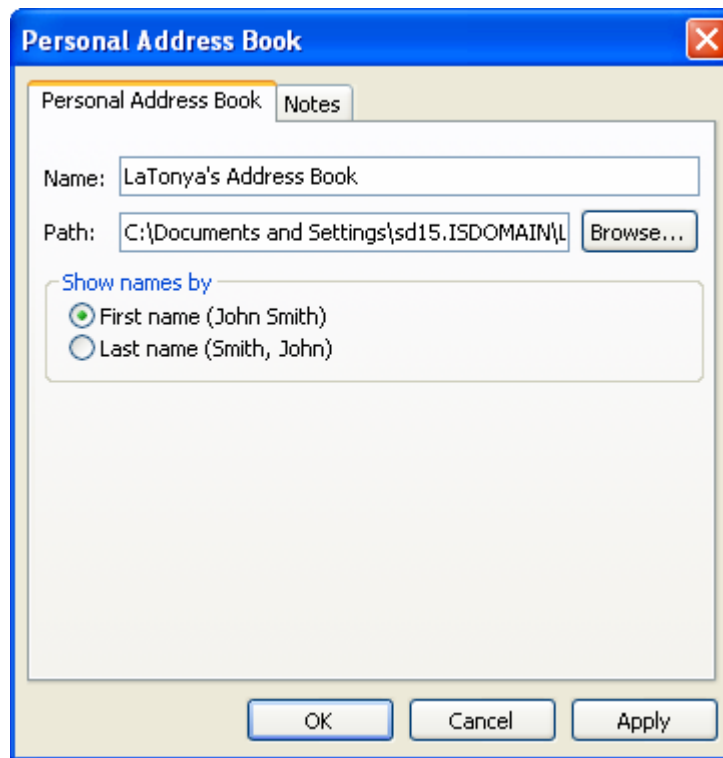 Personal Address Book
Personal Address Book Notes
Name: LaTonya's Address Book
Path: C:\Documents and Settings\sd15.ISDOMAIN\L Browse...
Show names by
First name (John Smith)
Last name (Smith, John)
OK Cancel Apply